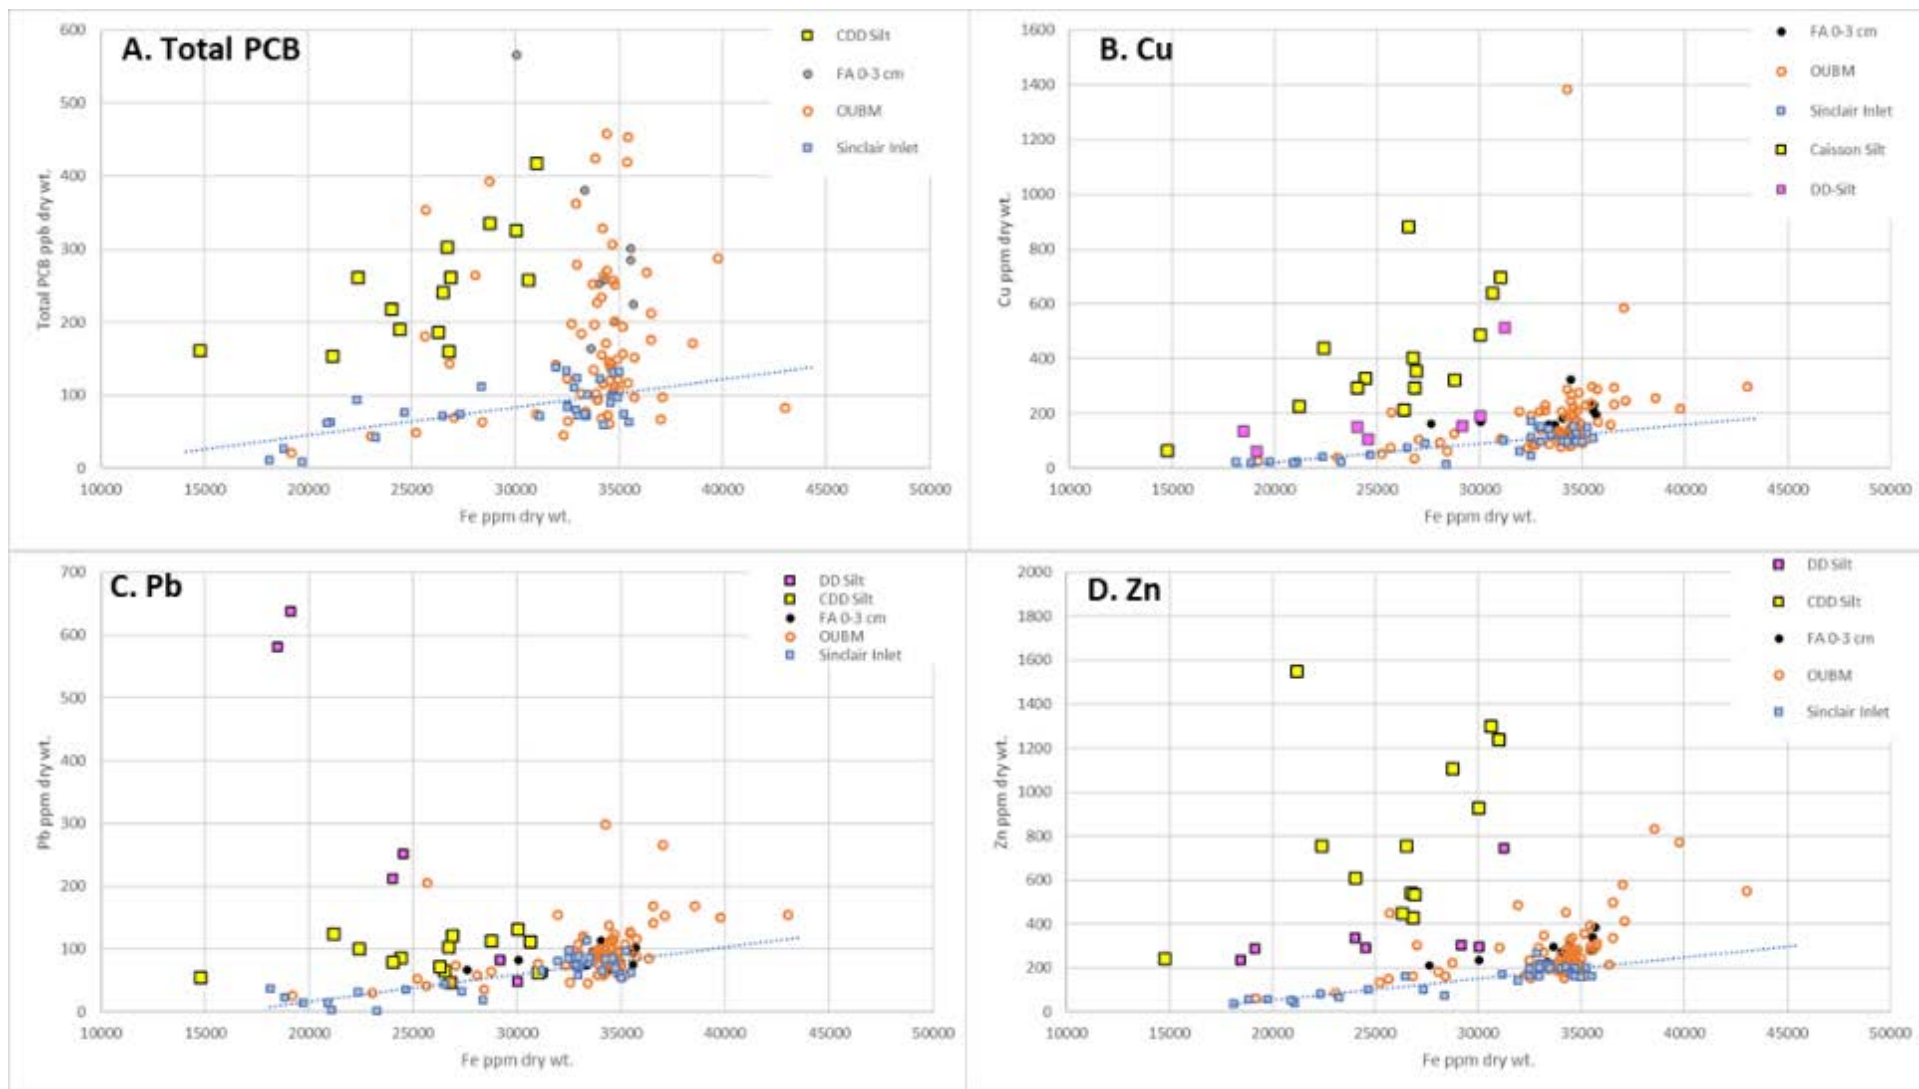 A. Total PCB
600
500
400
300
200
100
0
Total PCB ppb dry wt.
10000 15000 20000 25000 30000 35000 40000 45000 50000
Fe ppm dry wt.
CDD Silt
FA 0-3 cm
OUBM
Sinclair Inlet
B. Cu
1600
1400
1200
1000
800
600
400
200
0
Cu ppm dry wt.
10000 15000 20000 25000 30000 35000 40000 45000 50000
Fe ppm dry wt.
FA 0-3 cm
OUBM
Sinclair Inlet
Caisson Silt
DD-Silt
C. Pb
700
600
500
400
300
200
100
0
Pb ppm dry wt.
10000 15000 20000 25000 30000 35000 40000 45000 50000
Fe ppm dry wt.
DD Silt
CDD Silt
FA 0-3 cm
OUBM
Sinclair Inlet
D. Zn
2000
1800
1600
1400
1200
1000
800
600
400
200
0
Zn ppm dry wt.
10000 15000 20000 25000 30000 35000 40000 45000 50000
Fe ppm dry wt.
DD Silt
CDD Silt
FA 0-3 cm
OUBM
Sinclair Inlet